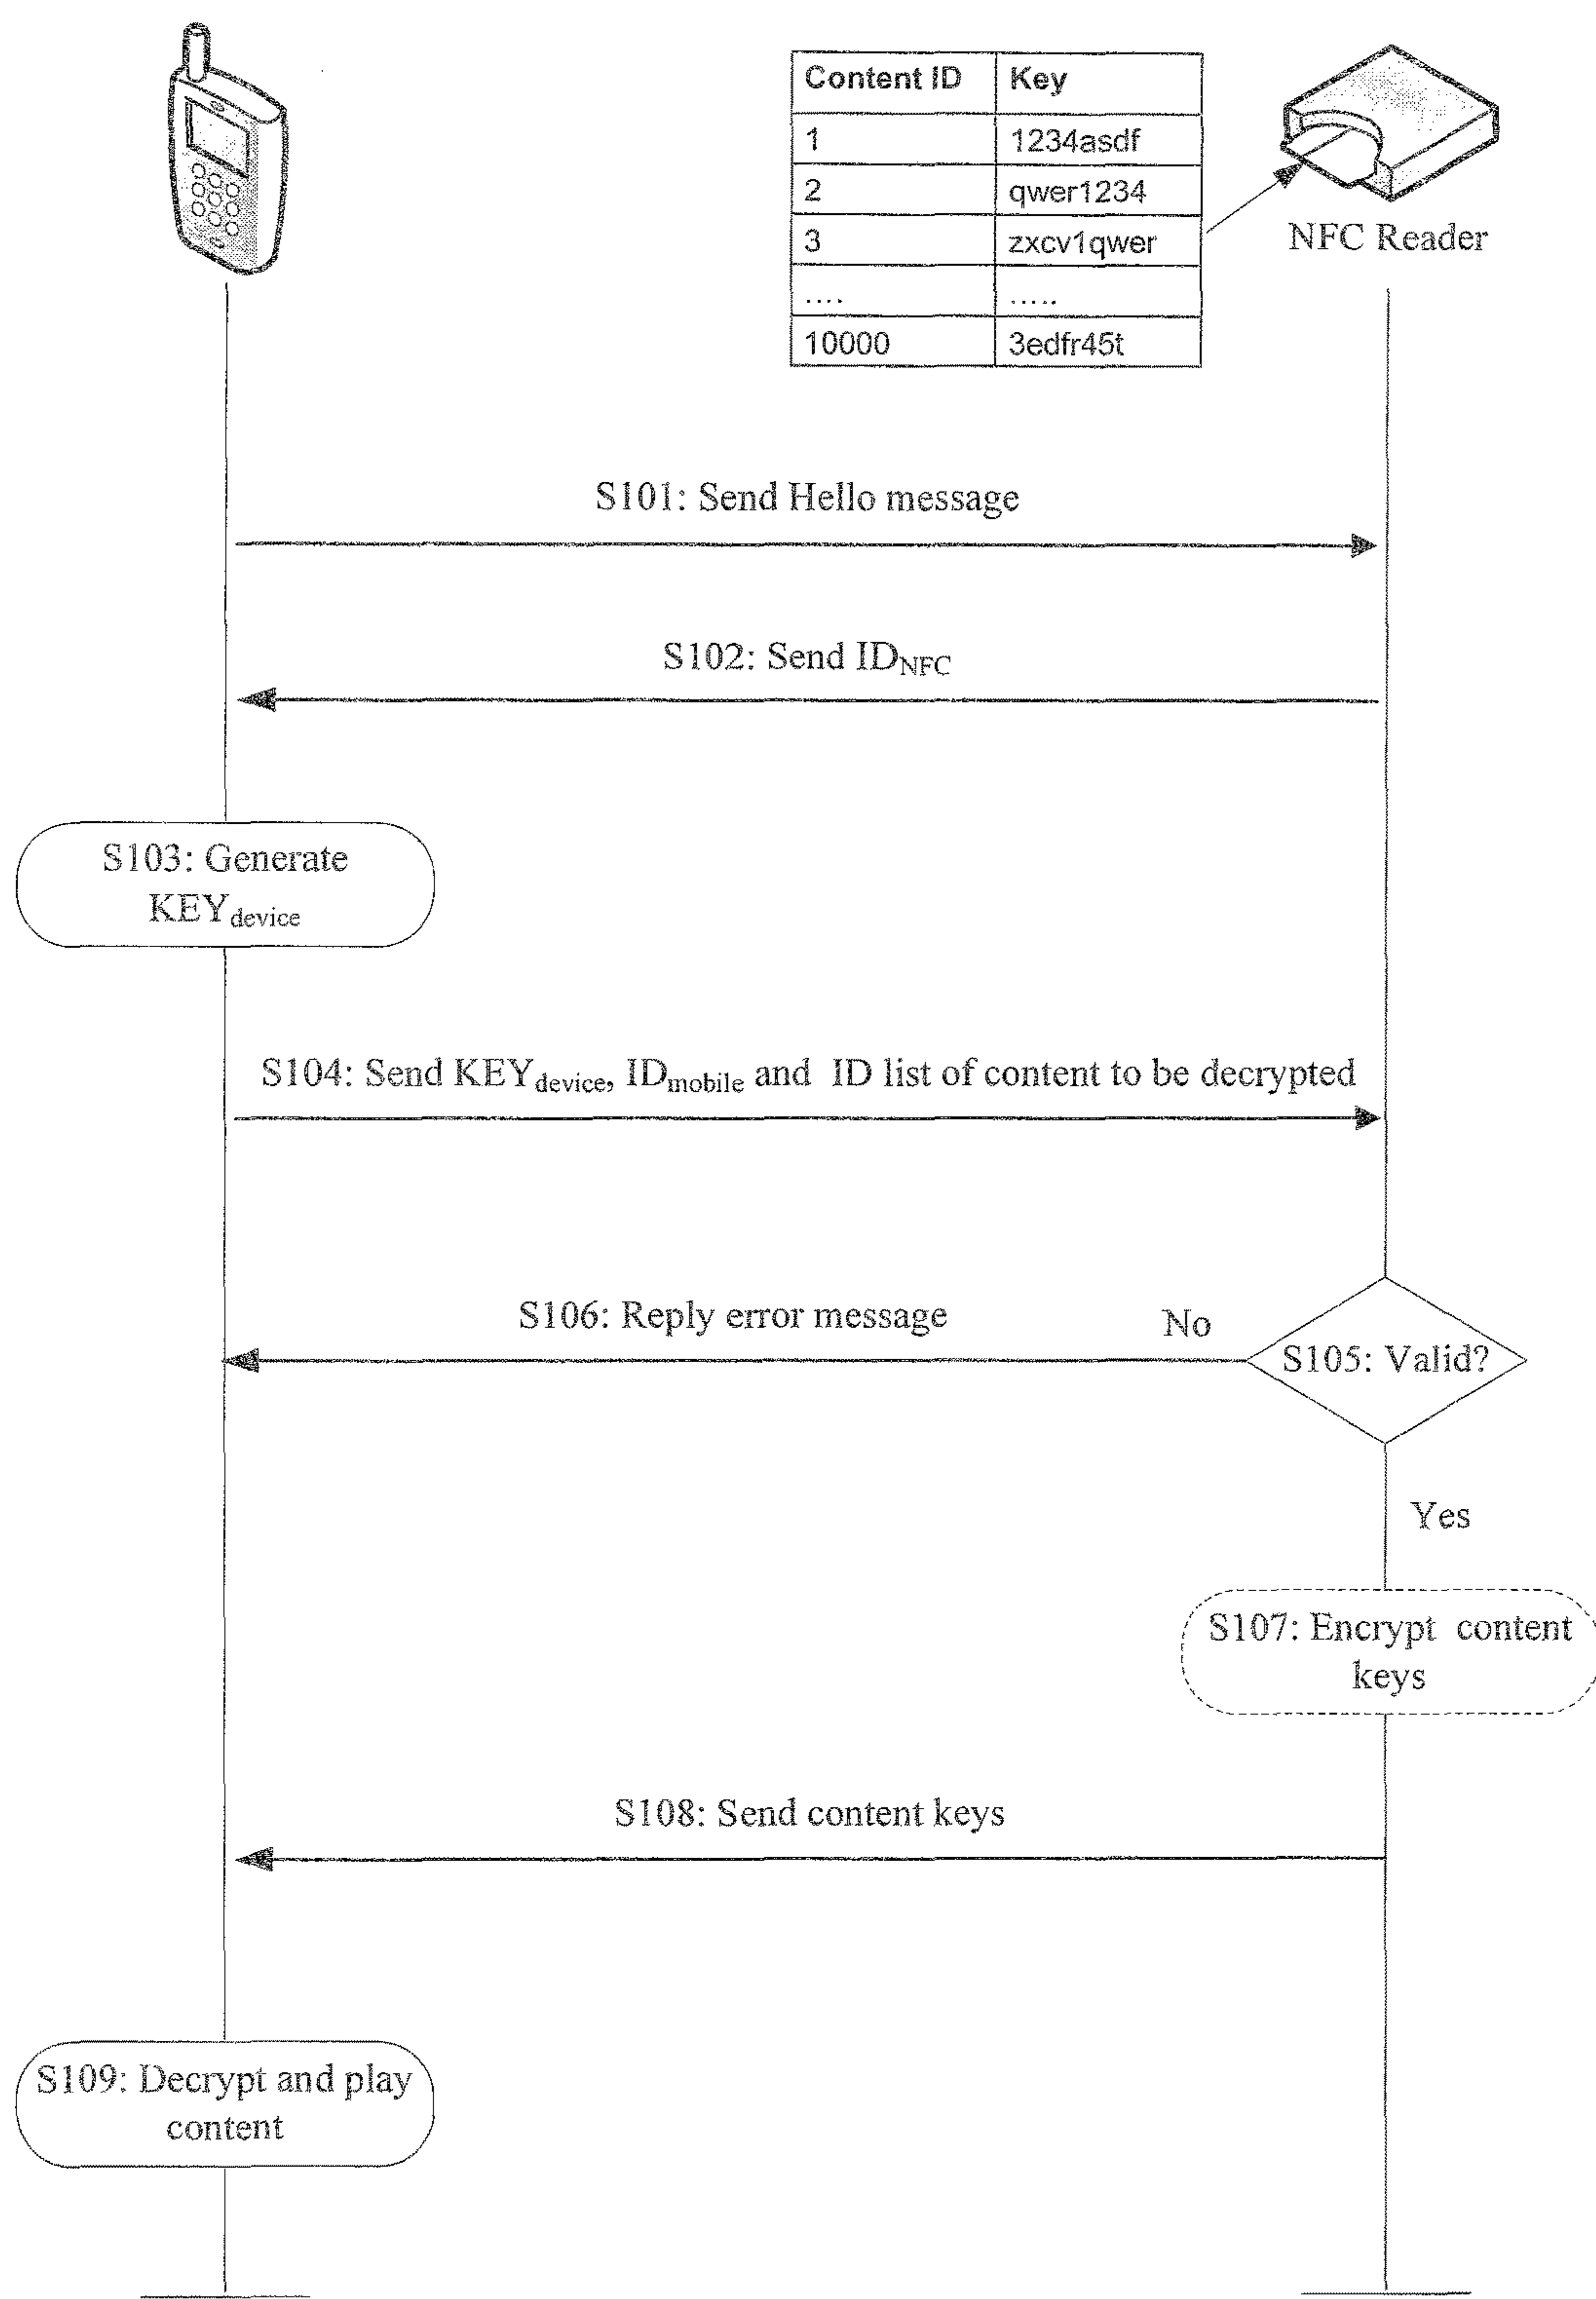 Content ID Key
1 1234asdf
2 qwer1234
3 zxcv1qwer
.... .....
10000 3edfr45t
NFC Reader
S101: Send Hello message
S102: Send IDNFC
S103: Generate
KEYdevice
S104: Send KEYdevice, IDmobile and ID list of content to be decrypted
S106: Reply error message
No
S105: Valid?
Yes
S107: Encrypt content
keys
S108: Send content keys
S109: Decrypt and play
content